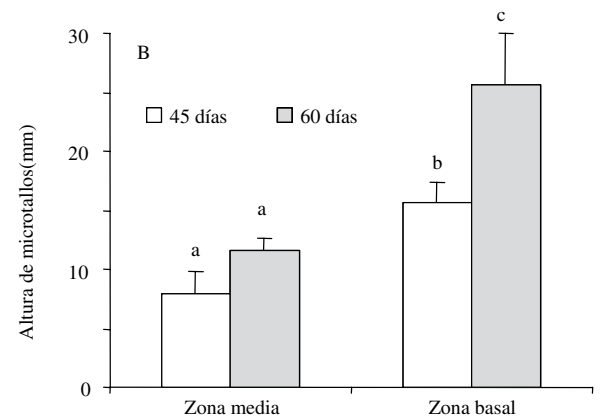 c
30
B
45 días 60 días
20
b
a
a
10
0
Zona media Zona basal
Altura de microtallos(mm)